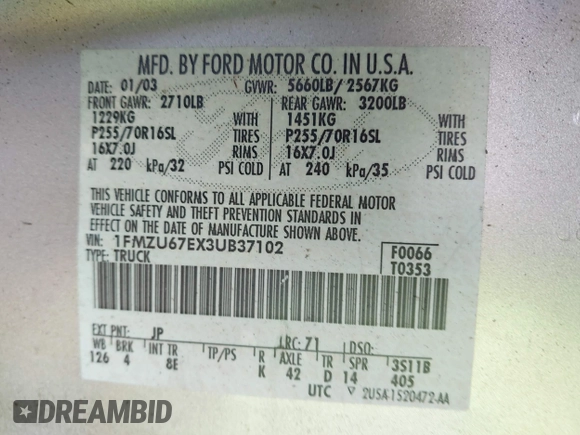 MFD. BY FORD MOTOR CO. IN U.S.A.
DATE: 01/03 GVWR: 5660LB/ 2567KG
FRONT GAWR: 2710LB REAR GAWR: 3200LB
1229KG WITH 1451KG WITH
P255/70R16SL TIRES P255/70R16SL TIRES
16X7.0J RIMS 16X7.0J RIMS
AT 220 kPa/32 PSI COLD AT 240 kPa/35 PSI COLD
THIS VEHICLE CONFORMS TO ALL APPLICABLE FEDERAL MOTOR
VEHICLE SAFETY AND THEFT PREVENTION STANDARDS IN
EFFECT ON THE DATE OF MANUFACTURE SHOWN ABOVE.
VIN: 1FMZU67EX3UB37102 F0066
TYPE: TRUCK T0353
EXT PNT: JP RC: 71 DSO:
WB BRK INT TR TP/PS R AXLE TR SPR 3S11B
126 4 8E K 42 D 14 405
UTC ▽ 2USA-1520472-AA
DREAMBID